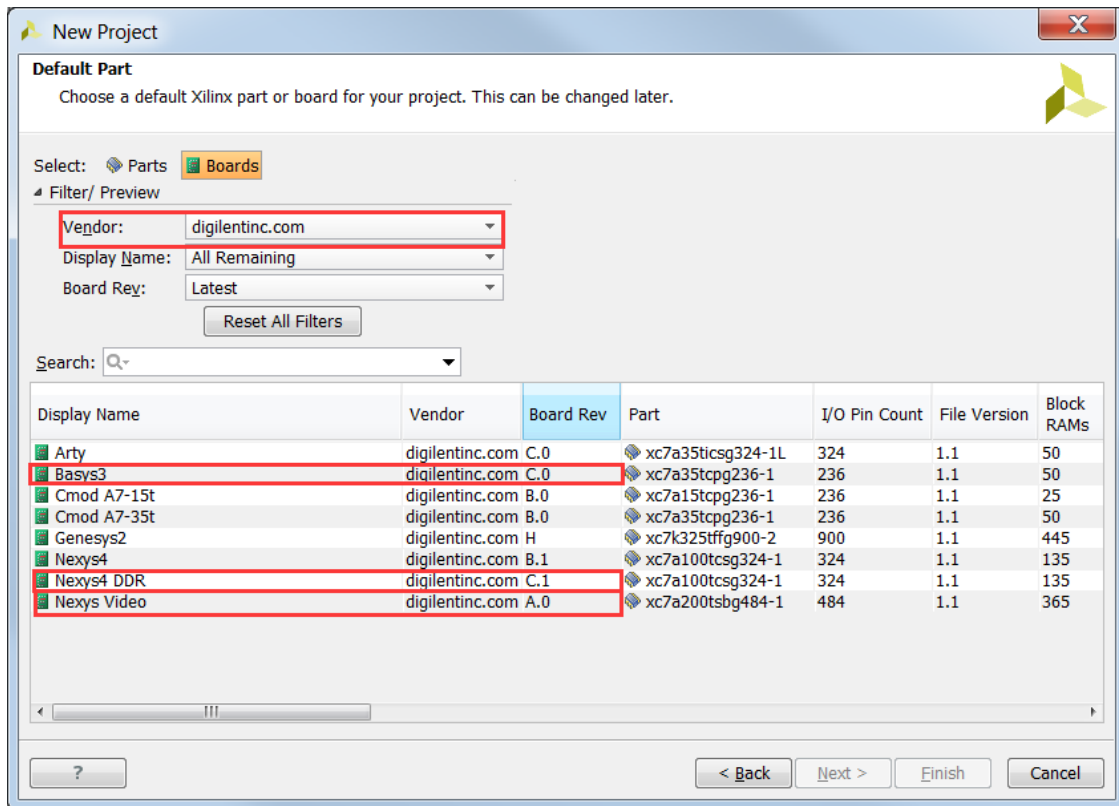 New Project
Default Part
Choose a default Xilinx part or board for your project. This can be changed later.
Select: Parts Boards
Filter/ Preview
Vendor: digilentinc.com
Display Name: All Remaining
Board Rev: Latest
Reset All Filters
Search:
Display Name Vendor Board Rev Part I/O Pin Count File Version Block RAMs
Arty digilentinc.com C.0 xc7a35ticsg324-1L 324 1.1 50
Basys3 digilentinc.com C.0 xc7a35tcpg236-1 236 1.1 50
Cmod A7-15t digilentinc.com B.0 xc7a15tcpg236-1 236 1.1 25
Cmod A7-35t digilentinc.com B.0 xc7a35tcpg236-1 236 1.1 50
Genesys2 digilentinc.com H xc7k325tffg900-2 900 1.1 445
Nexys4 digilentinc.com B.1 xc7a100tcsg324-1 324 1.1 135
Nexys4 DDR digilentinc.com C.1 xc7a100tcsg324-1 324 1.1 135
Nexys Video digilentinc.com A.0 xc7a200tsbg484-1 484 1.1 365
? < Back Next > Finish Cancel